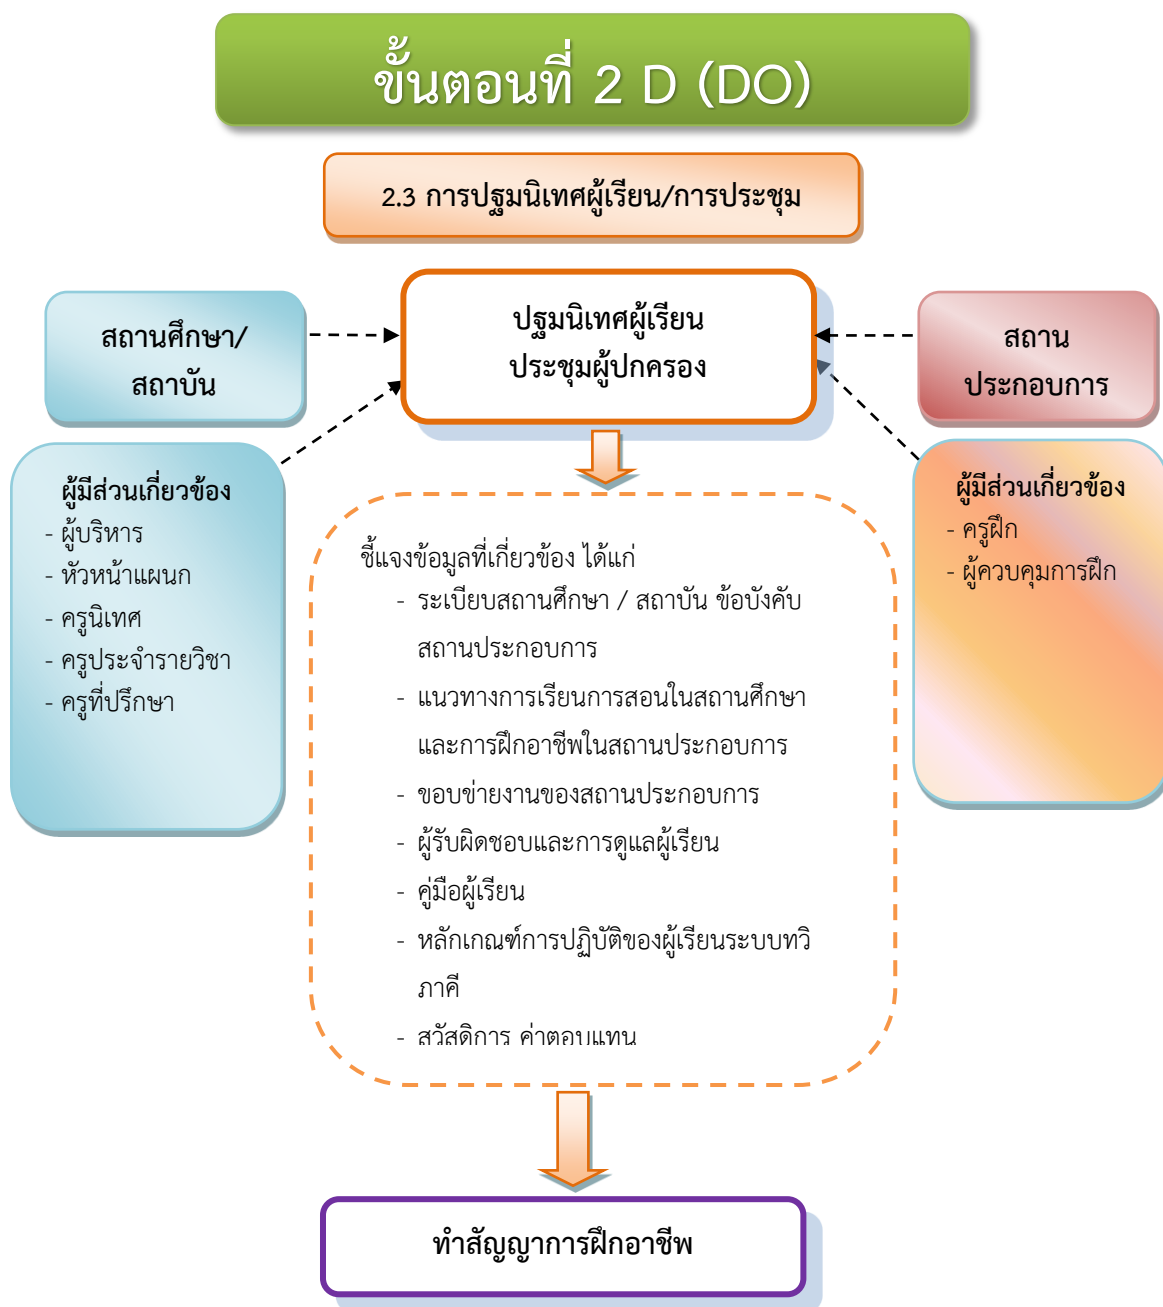 ขั้นตอนที่ 2 D (DO)
2.3 การปฐมนิเทศผู้เรียน/การประชุม
สถานศึกษา/
สถาบัน
ปฐมนิเทศผู้เรียน
ประชุมผู้ปกครอง
สถาน
ประกอบการ
ผู้มีส่วนเกี่ยวข้อง
- ผู้บริหาร
- หัวหน้าแผนก
- ครูนิเทศ
- ครูประจำรายวิชา
- ครูที่ปรึกษา
ผู้มีส่วนเกี่ยวข้อง
- ครูฝึก
- ผู้ควบคุมการฝึก
ชี้แจงข้อมูลที่เกี่ยวข้อง ได้แก่
- ระเบียบสถานศึกษา / สถาบัน ข้อบังคับ
สถานประกอบการ
- แนวทางการเรียนการสอนในสถานศึกษา
และการฝึกอาชีพในสถานประกอบการ
- ขอบข่ายงานของสถานประกอบการ
- ผู้รับผิดชอบและการดูแลผู้เรียน
- คู่มือผู้เรียน
- หลักเกณฑ์การปฏิบัติของผู้เรียนระบบทวิ
ภาคี
- สวัสดิการ ค่าตอบแทน
ทำสัญญาการฝึกอาชีพ